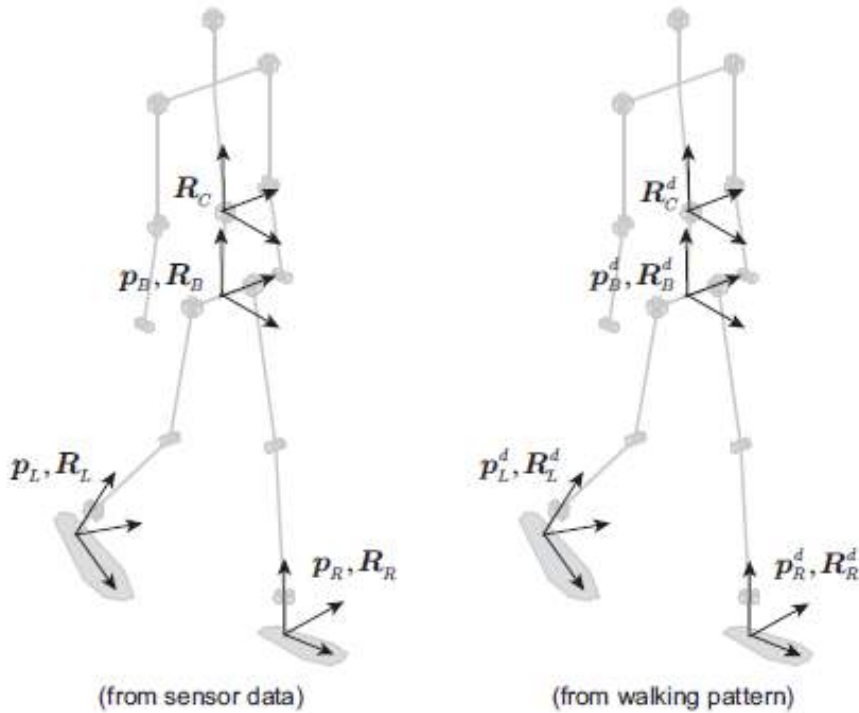 R_C
R_C^d
p_B, R_B
p_B^d, R_B^d
p_L, R_L
p_L^d, R_L^d
p_R, R_R
p_R^d, R_R^d
(from sensor data)
(from walking pattern)